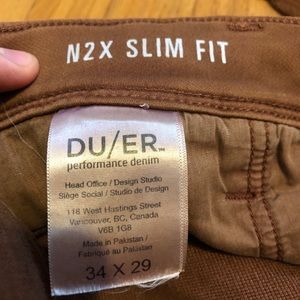 N2X SLIM FIT
DU/ER™
performance denim
Head Office / Design Studio
Siège Social / Studio de Design
118 West Hastings Street
Vancouver, BC, Canada
V6B 1G8
Made in Pakistan /
Fabriqué au Pakistan
34 X 29